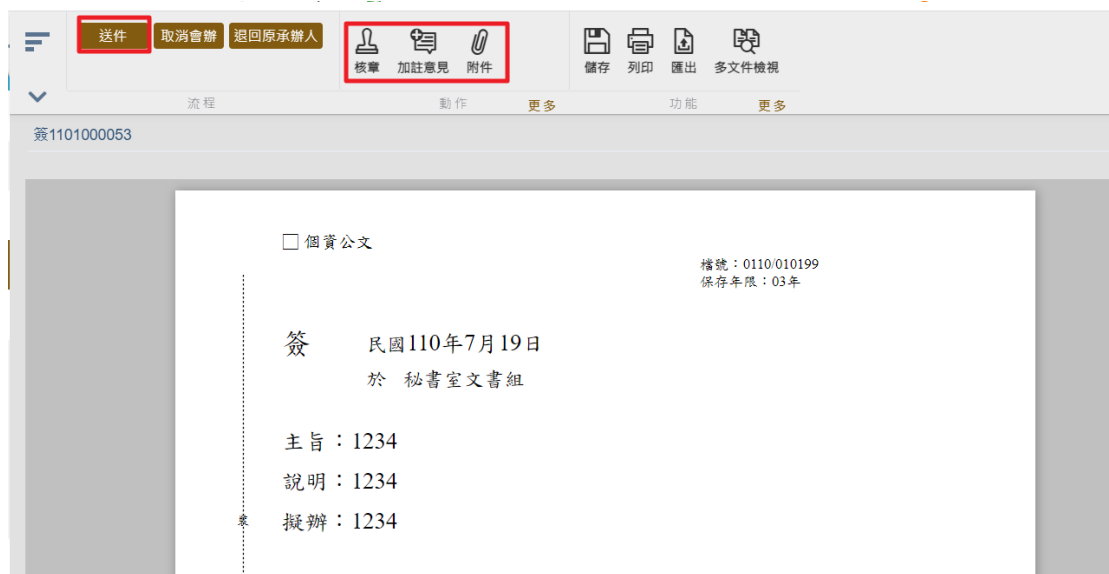 送件 取消會辦 退回原承辦人 核章 加註意見 附件 儲存 列印 匯出 多文件檢視
流程 動作 更多 功能 更多
簽1101000053
□個資公文
檔號：0110/010199
保存年限：03年
簽 民國110年7月19日
於 秘書室文書組
主旨：1234
說明：1234
裝 擬辦：1234